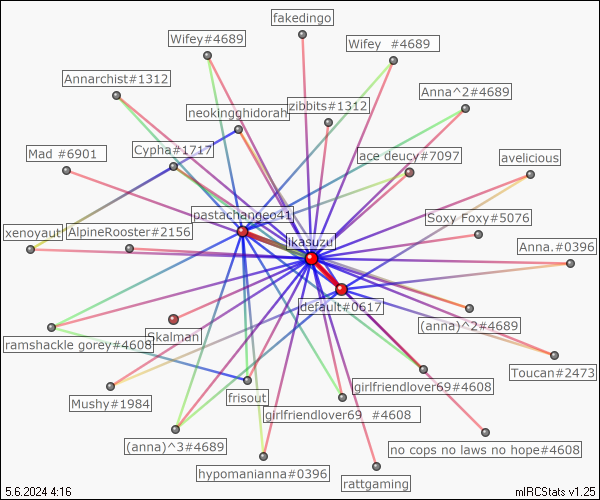 fakedingo
Wifey#4689
Wifey  #4689
Annarchist#1312
Anna^2#4689
neokingghidorah
zibbits#1312
Cypha#1717
Mad #6901
ace deucy#7097
avelicious
pastachangeo41
Soxy Foxy#5076
xenoyaut
AlpineRooster#2156
ikasuzu
Anna.#0396
default#0617
(anna)^2#4689
ramshackle gorey#4608
Skalman
Toucan#2473
girlfriendlover69#4608
Mushy#1984
frisout
girlfriendlover69  #4608
(anna)^3#4689
no cops no laws no hope#4608
hypomanianna#0396
rattgaming
5.6.2024 4:16
mIRCStats v1.25